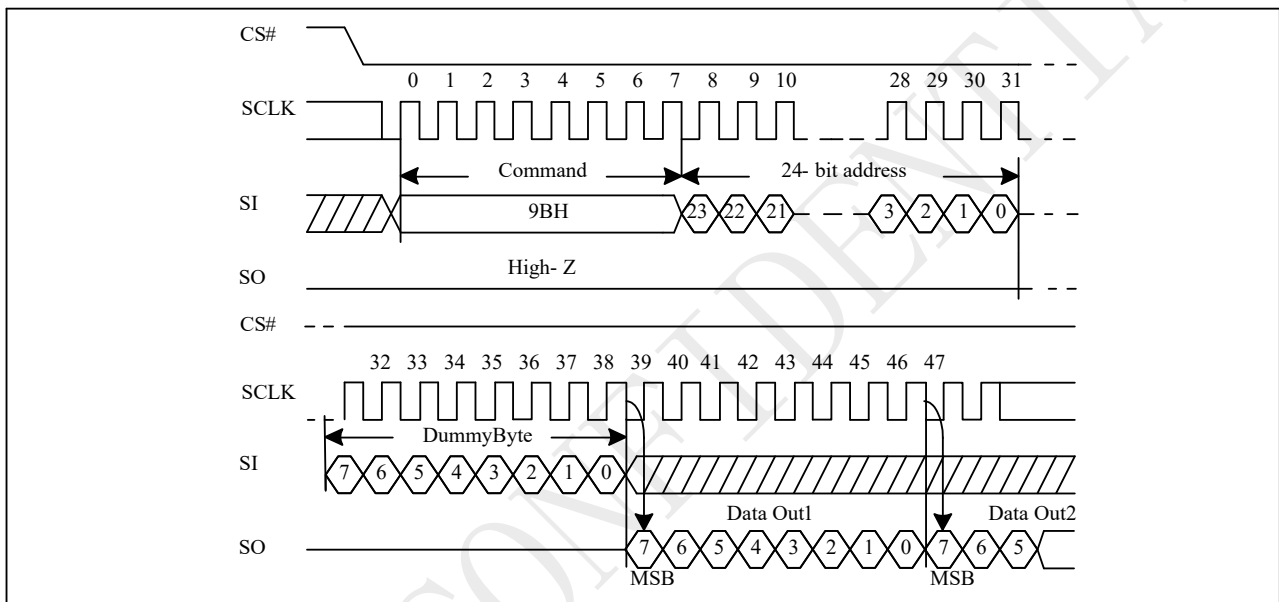 CS#
0 1 2 3 4 5 6 7 8 9 10 28 29 30 31
SCLK
Command 24- bit address
SI 9BH 23 22 21 3 2 1 0
High- Z
SO
CS#
32 33 34 35 36 37 38 39 40 41 42 43 44 45 46 47
SCLK
DummyByte
SI 7 6 5 4 3 2 1 0
Data Out1 Data Out2
SO 7 6 5 4 3 2 1 0 7 6 5
MSB MSB
CONFIDENTIA